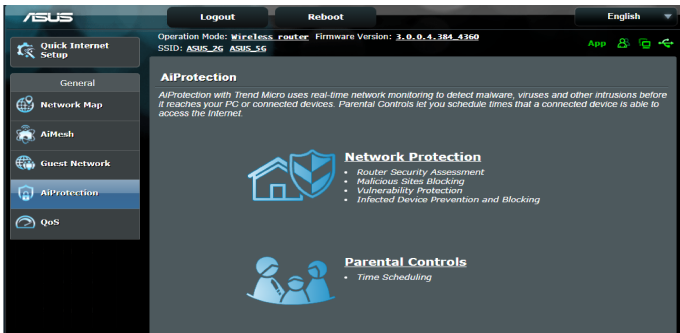 ASUS
Logout
Reboot
English
Quick Internet
Setup
Operation Mode: Wireless router Firmware Version: 3.0.0.4.384_4360
SSID: ASUS_2G ASUS_5G
App
General
Network Map
AiMesh
Guest Network
AiProtection
QoS
AiProtection
AiProtection with Trend Micro uses real-time network monitoring to detect malware, viruses and other intrusions before
it reaches your PC or connected devices. Parental Controls let you schedule times that a connected device is able to
access the Internet.
Network Protection
• Router Security Assessment
• Malicious Sites Blocking
• Vulnerability Protection
• Infected Device Prevention and Blocking
Parental Controls
• Time Scheduling